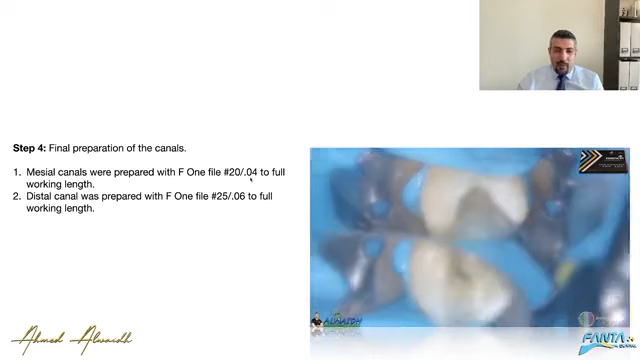 Step 4: Final preparation of the canals.
1. Mesial canals were prepared with F One file #20/.04 to full
working length.
2. Distal canal was prepared with F One file #25/.06 to full
working length.
Ahmed Alwaidh
ALWAIDH
FANTA